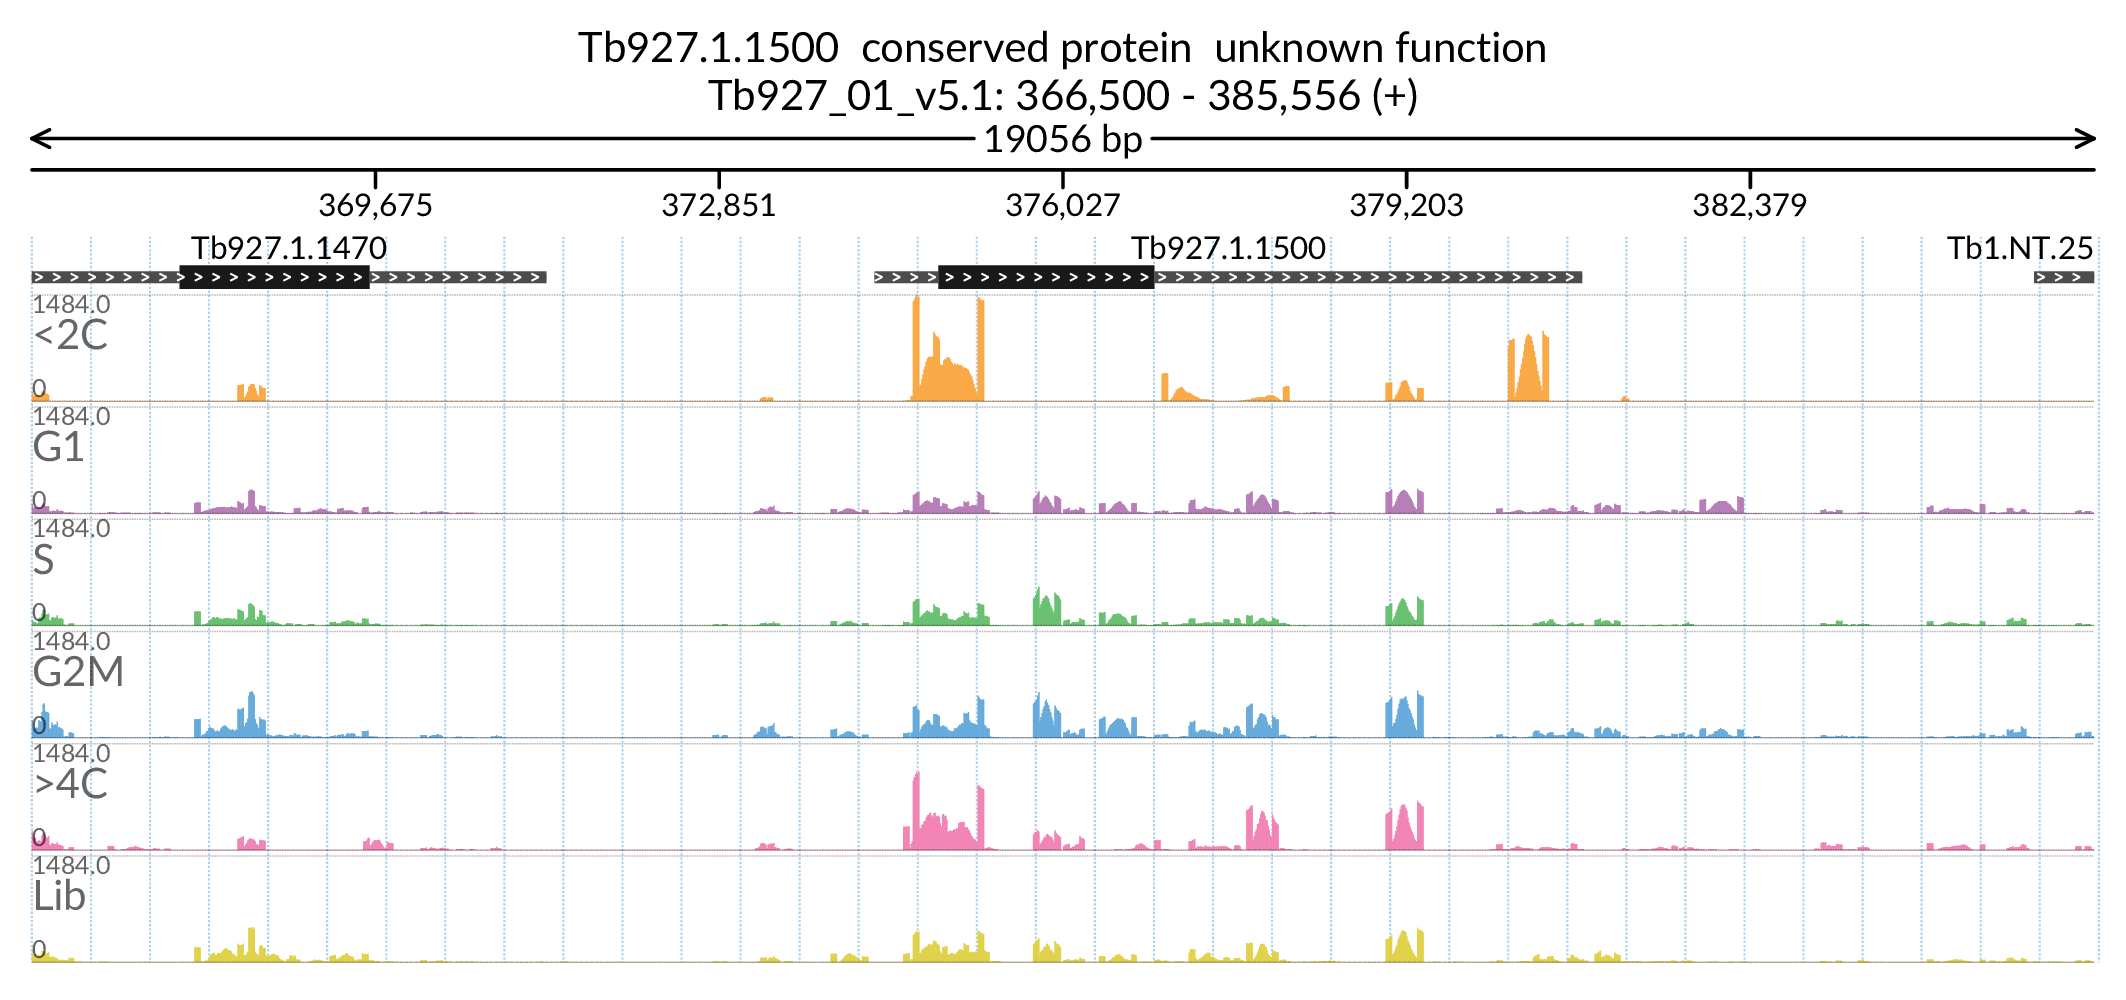 Tb927.1.1500  conserved protein  unknown function
Tb927_01_v5.1: 366,500 - 385,556 (+)
19056 bp
369,675 372,851 376,027 379,203 382,379
Tb927.1.1470 Tb927.1.1500 Tb1.NT.25
1484.0
<2C
0
1484.0
G1
0
1484.0
S
0
1484.0
G2M
0
1484.0
>4C
0
1484.0
Lib
0